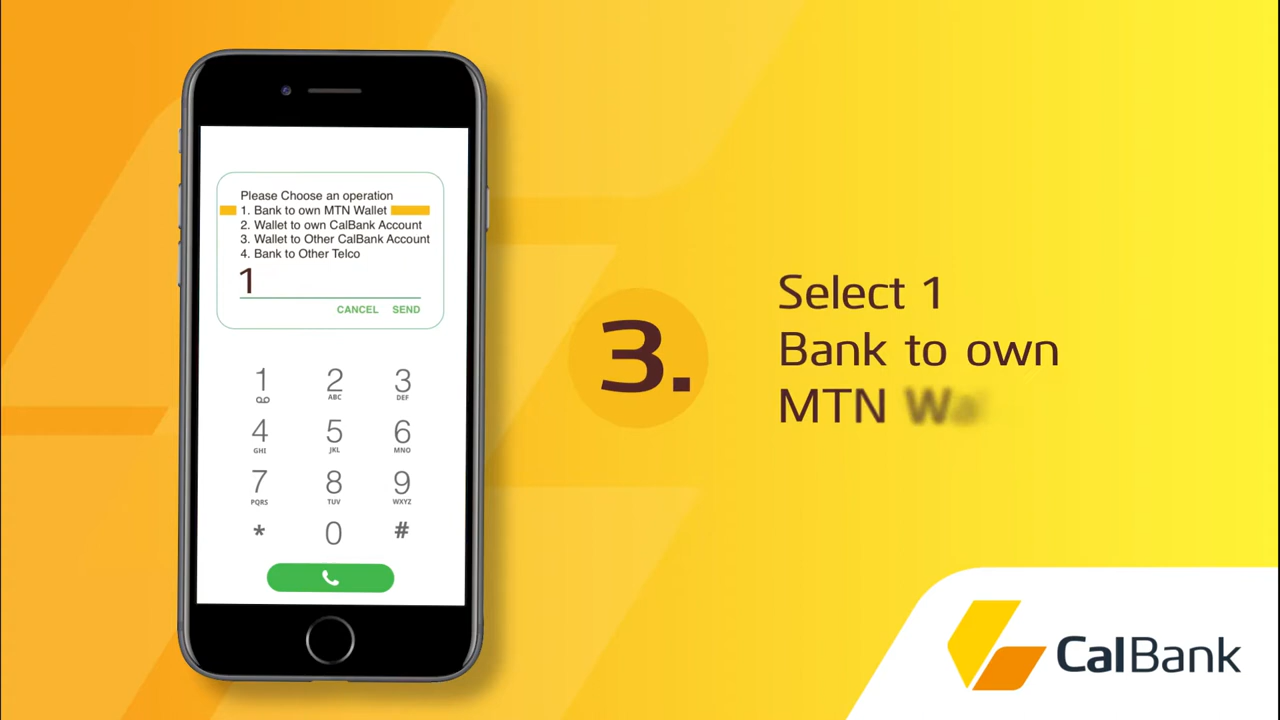 Please Choose an operation
1. Bank to own MTN Wallet
2. Wallet to own CalBank Account
3. Wallet to Other CalBank Account
4. Bank to Other Telco
1
CANCEL SEND
1 2 3
ABC DEF
4 5 6
GHI JKL MNO
7 8 9
PQRS TUV WXYZ
* 0 #
3.
Select 1
Bank to own
MTN
CalBank